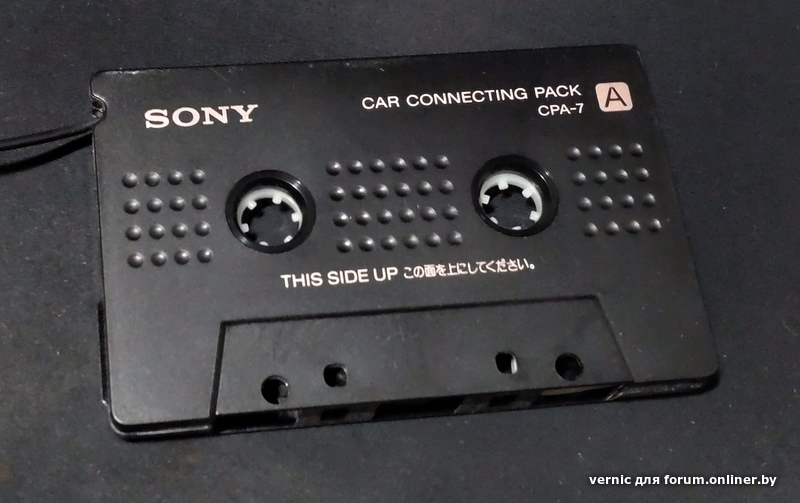 SONY
CAR CONNECTING PACK
CPA-7
A
THIS SIDE UP この面を上にしてください。
vernic для forum.onliner.by